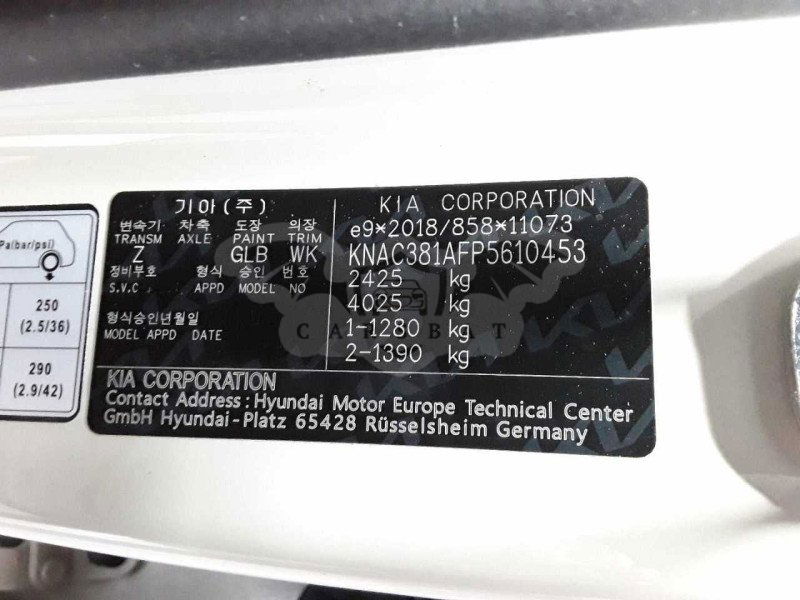 Pa(bar/psi)
250
(2.5/36)
290
(2.9/42)
기아(주)
변속기 차축 도장 의장
TRANSM AXLE PAINT TRIM
Z GLB WK
정비부호 형식 승인 번호
S.V.C APPD MODEL NO
형식승인년월일
MODEL APPD DATE
KIA CORPORATION
e9*2018/858*11073
KNAC381AFP5610453
2425 kg
4025 kg
1-1280 kg
2-1390 kg
KIA CORPORATION
Contact Address : Hyundai Motor Europe Technical Center
GmbH Hyundai-Platz 65428 Rüsselsheim Germany